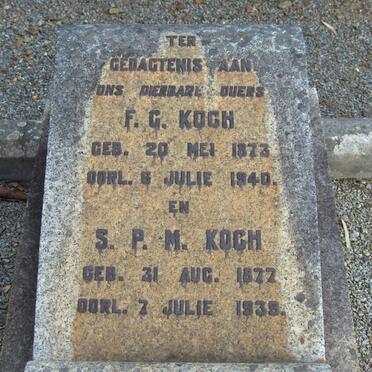 TER
GEDAGTENIS AAN
ONS DIERBARE OUERS
F. G. KOCH
GEB. 20 MEI 1873
OORL. 6 JULIE 1940.
EN
S. P. M. KOCH
GEB. 31 AUG. 1877
OORL. 7 JULIE 1939.